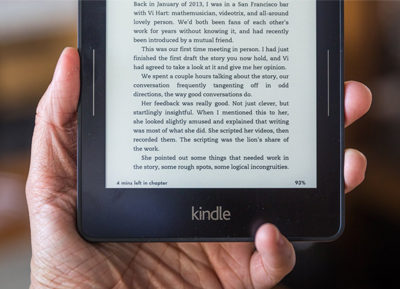 Back in January of 2013, I was in a San Francisco bar
with Vi Hart: mathemusician, videotrix, and all-around
lovely person. We'd both been fans of each other's
work for years without knowing it, and had recently
been introduced by a mutual friend.
This was our first time meeting in person. I had just
finished the first draft the story you now hold, and Vi
had agreed to take a look at it and give me her opinion.
We spent a couple hours talking about the story, our
conversation frequently tangenting off in odd
directions, the way good conversations do.
Her feedback was really good. Not just clever, but
startlingly insightful. When I mentioned this to her,
she looked slightly amused and explained that writing
was most of what she did. She scripted her videos, then
recorded them. The scripting was the lion's share of
the work.
She pointed out some things that needed work in
the story, some rough spots, some logical incongruities.
4 mins left in chapter 93%
kindle